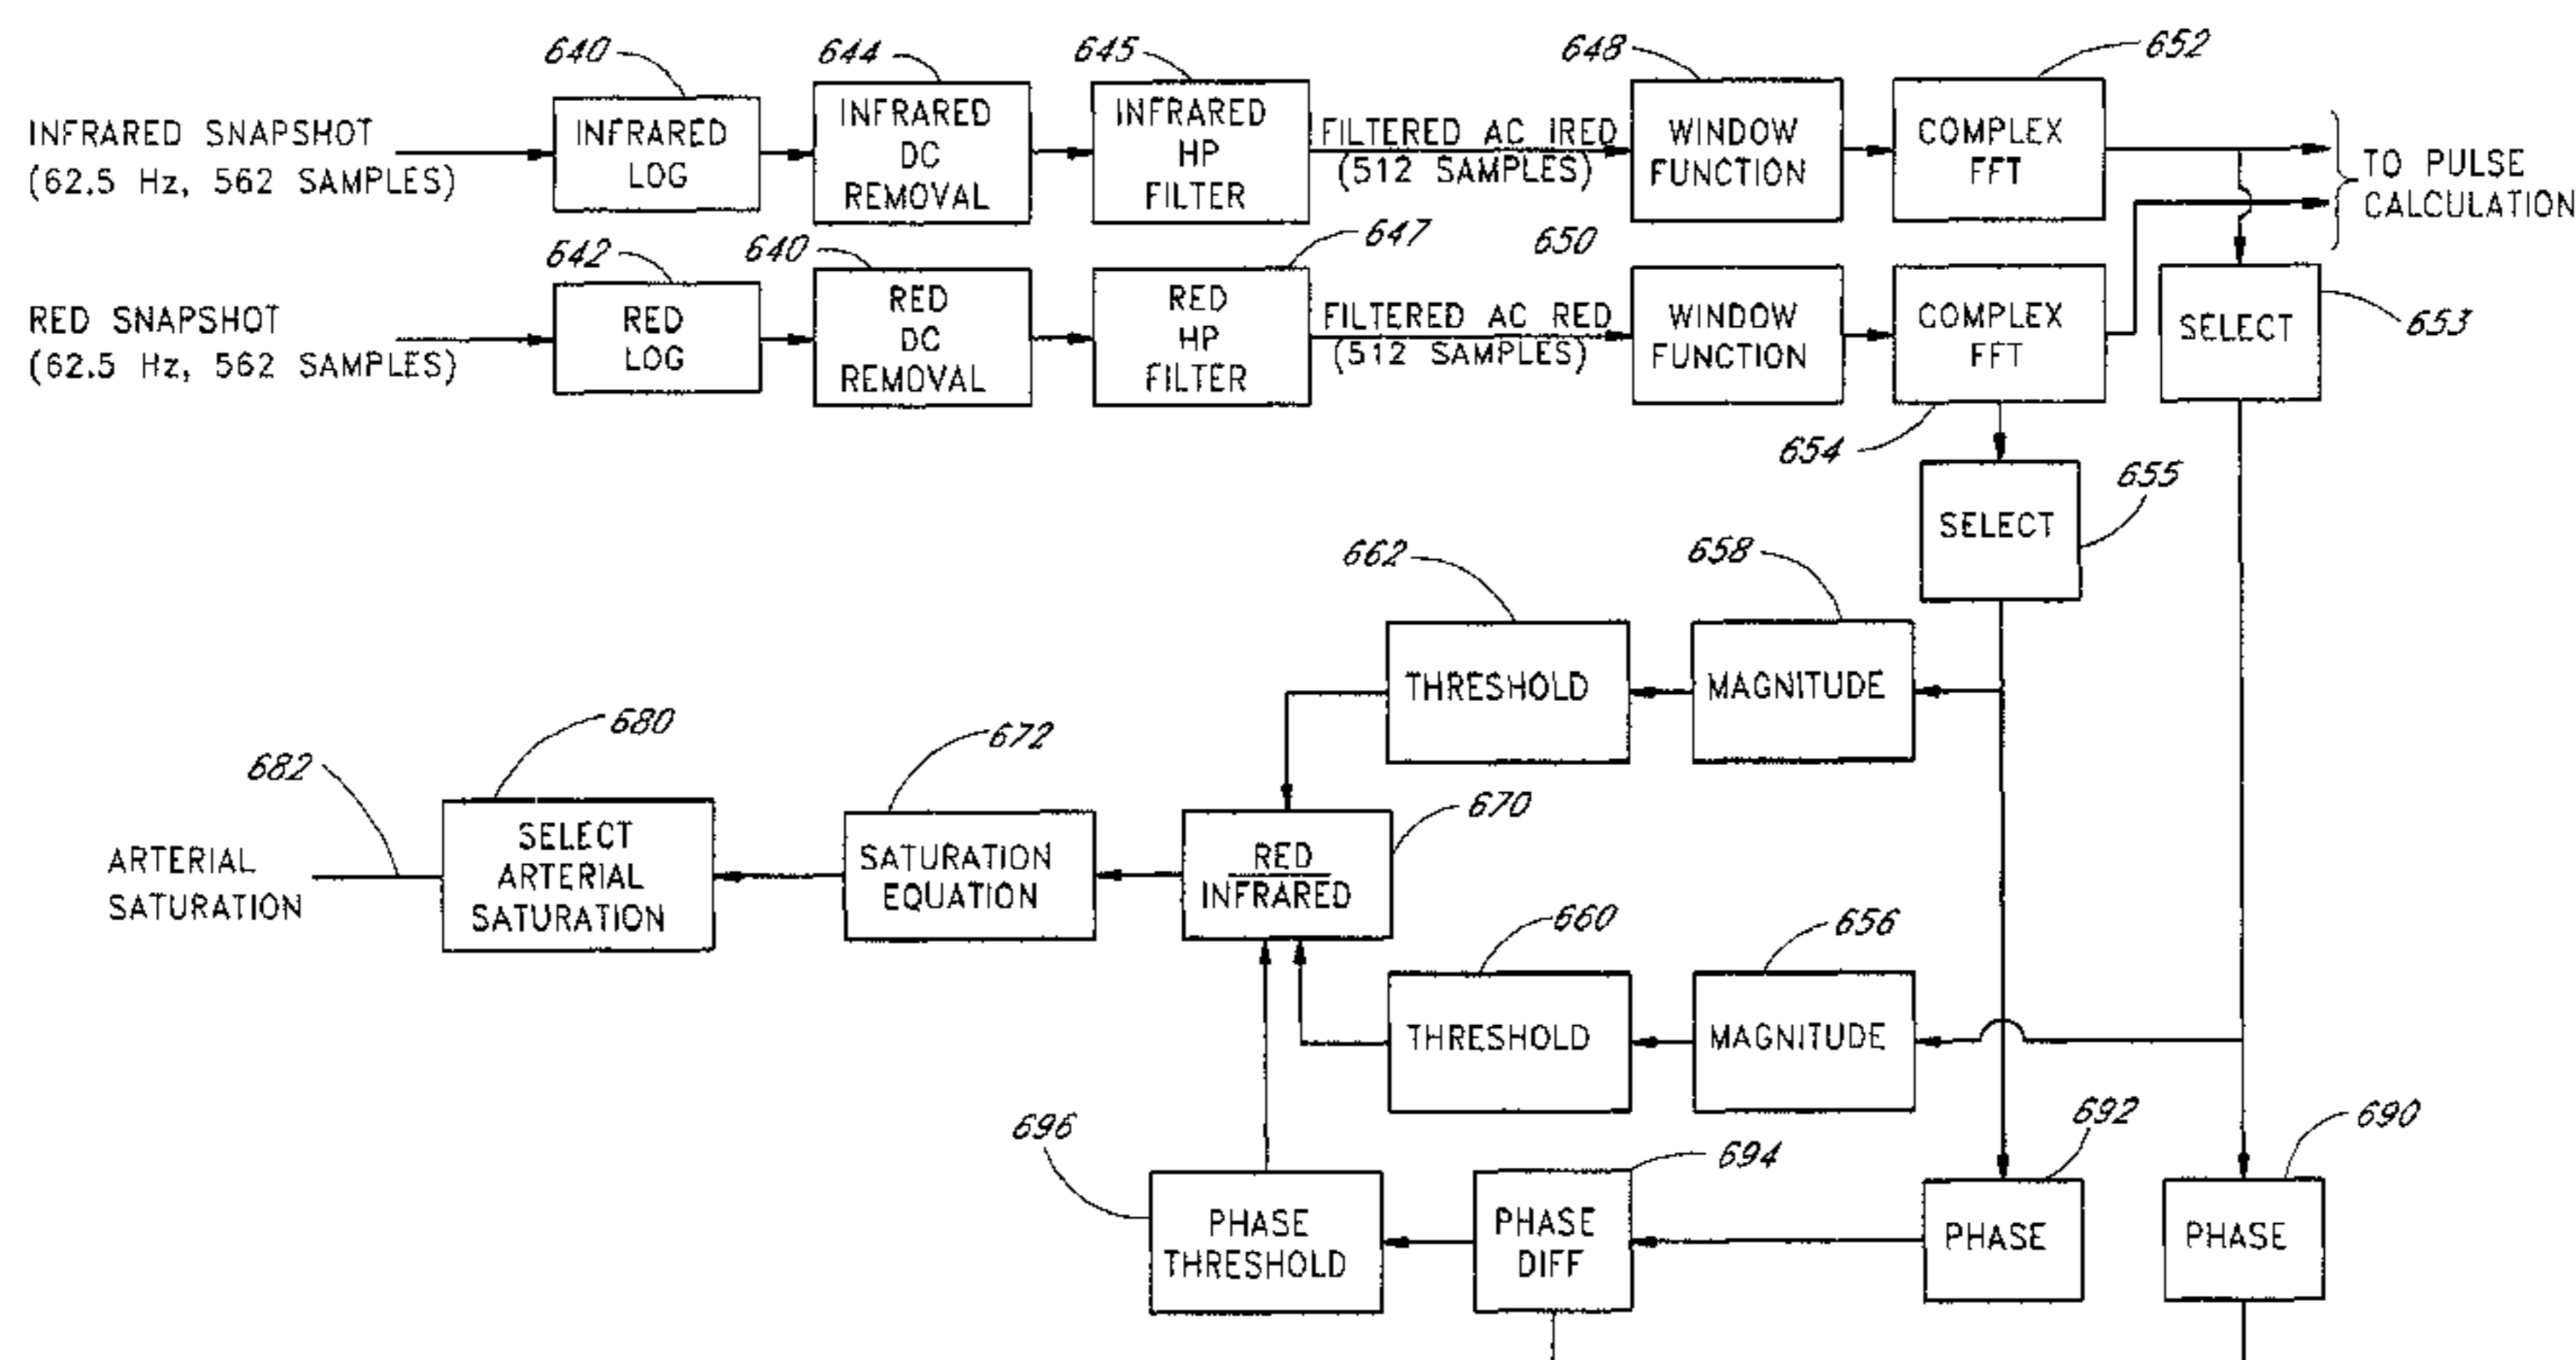 640
644
645
648
652
INFRARED SNAPSHOT
(62.5 Hz, 562 SAMPLES)
INFRARED
LOG
INFRARED
DC
REMOVAL
INFRARED
HP
FILTER
FILTERED AC IRED
(512 SAMPLES)
WINDOW
FUNCTION
COMPLEX
FFT
TO PULSE
CALCULATION
642
640
647
650
RED SNAPSHOT
(62.5 Hz, 562 SAMPLES)
RED
LOG
RED
DC
REMOVAL
RED
HP
FILTER
FILTERED AC RED
(512 SAMPLES)
WINDOW
FUNCTION
COMPLEX
FFT
SELECT
653
654
655
SELECT
662
658
THRESHOLD
MAGNITUDE
682
680
672
670
ARTERIAL
SATURATION
SELECT
ARTERIAL
SATURATION
SATURATION
EQUATION
RED
INFRARED
660
656
THRESHOLD
MAGNITUDE
696
694
692
690
PHASE
THRESHOLD
PHASE
DIFF
PHASE
PHASE